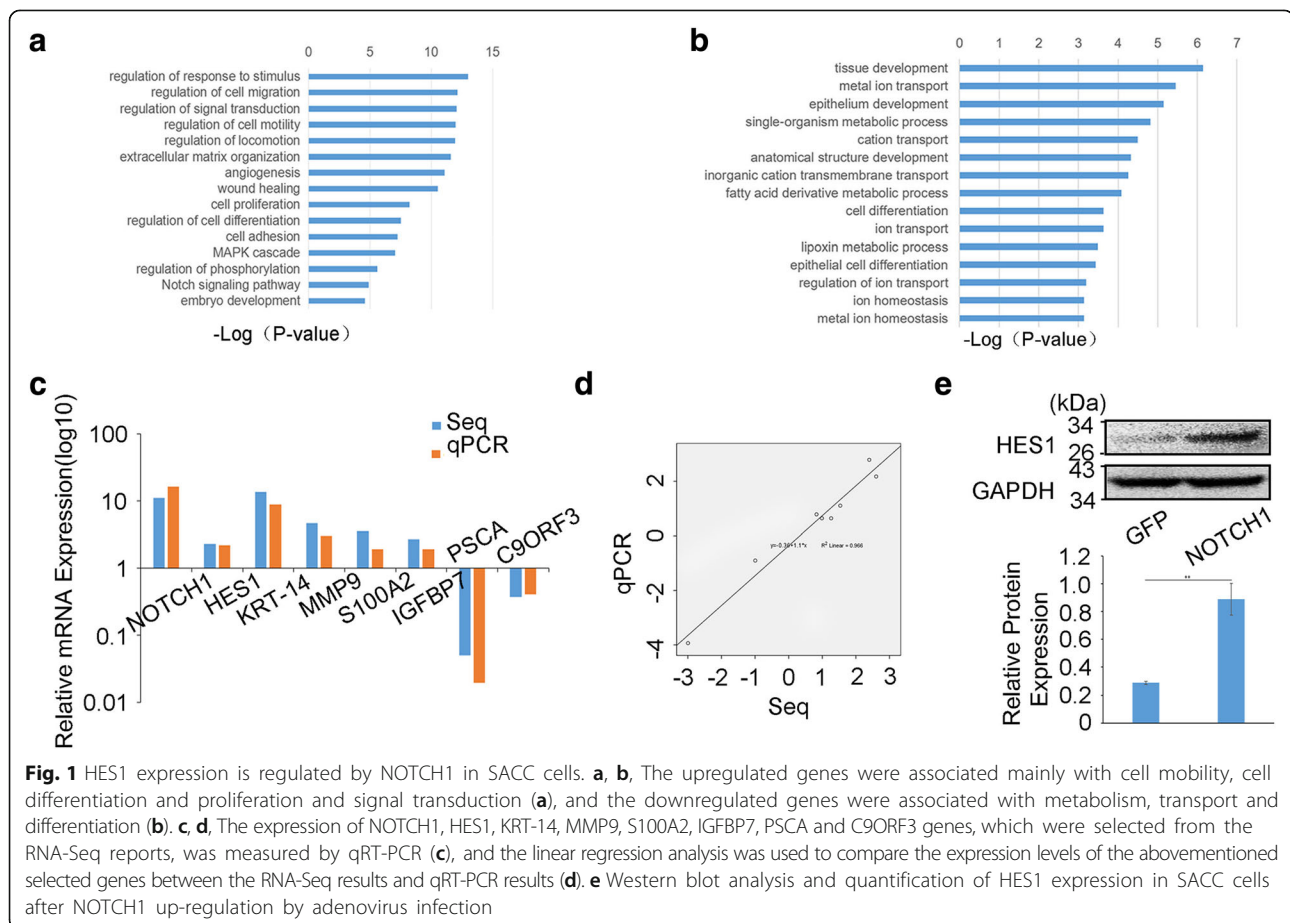 a
0 5 10 15
regulation of response to stimulus
regulation of cell migration
regulation of signal transduction
regulation of cell motility
regulation of locomotion
extracellular matrix organization
angiogenesis
wound healing
cell proliferation
regulation of cell differentiation
cell adhesion
MAPK cascade
regulation of phosphorylation
Notch signaling pathway
embryo development
-Log（P-value）
b
0 1 2 3 4 5 6 7
tissue development
metal ion transport
epithelium development
single-organism metabolic process
cation transport
anatomical structure development
inorganic cation transmembrane transport
fatty acid derivative metabolic process
cell differentiation
ion transport
lipoxin metabolic process
epithelial cell differentiation
regulation of ion transport
ion homeostasis
metal ion homeostasis
-Log（P-value）
c
Relative mRNA Expression(log10)
100
10
1
0.1
0.01
Seq
qPCR
NOTCH1
HES1
KRT-14
MMP9
S100A2
IGFBP7
PSCA
C9ORF3
d
qPCR
2
0
-2
-4
y=-0.36+1.1*x R² Linear = 0.966
-3 -2 -1 0 1 2 3
Seq
e
(kDa)
34
HES1
26
43
GAPDH
34
GFP
NOTCH1
Relative Protein
Expression
1.2
1.0
0.8
0.6
0.4
0.2
0
**
Fig. 1 HES1 expression is regulated by NOTCH1 in SACC cells. a, b, The upregulated genes were associated mainly with cell mobility, cell
differentiation and proliferation and signal transduction (a), and the downregulated genes were associated with metabolism, transport and
differentiation (b). c, d, The expression of NOTCH1, HES1, KRT-14, MMP9, S100A2, IGFBP7, PSCA and C9ORF3 genes, which were selected from the
RNA-Seq reports, was measured by qRT-PCR (c), and the linear regression analysis was used to compare the expression levels of the abovementioned
selected genes between the RNA-Seq results and qRT-PCR results (d). e Western blot analysis and quantification of HES1 expression in SACC cells
after NOTCH1 up-regulation by adenovirus infection